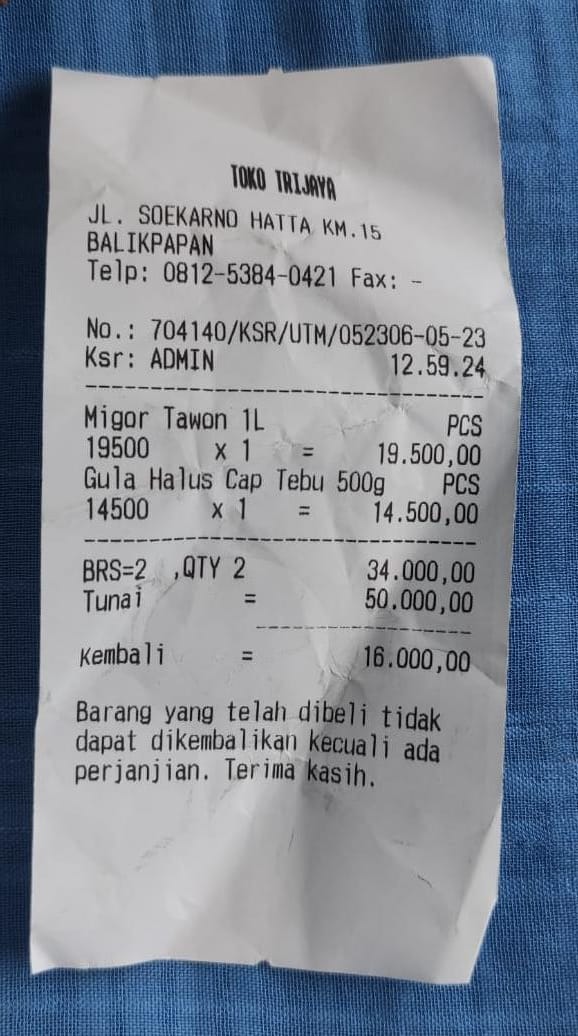 TOKO TRIJAYA
JL. SOEKARNO HATTA KM.15
BALIKPAPAN
Telp: 0812-5384-0421 Fax: -
No.: 704140/KSR/UTM/052306-05-23
Ksr: ADMIN 12.59.24
Migor Tawon 1L PCS
19500 x 1 = 19.500,00
Gula Halus Cap Tebu 500g PCS
14500 x 1 = 14.500,00
BRS=2 ,QTY 2 34.000,00
Tunai = 50.000,00
Kembali = 16.000,00
Barang yang telah dibeli tidak
dapat dikembalikan kecuali ada
perjanjian. Terima kasih.